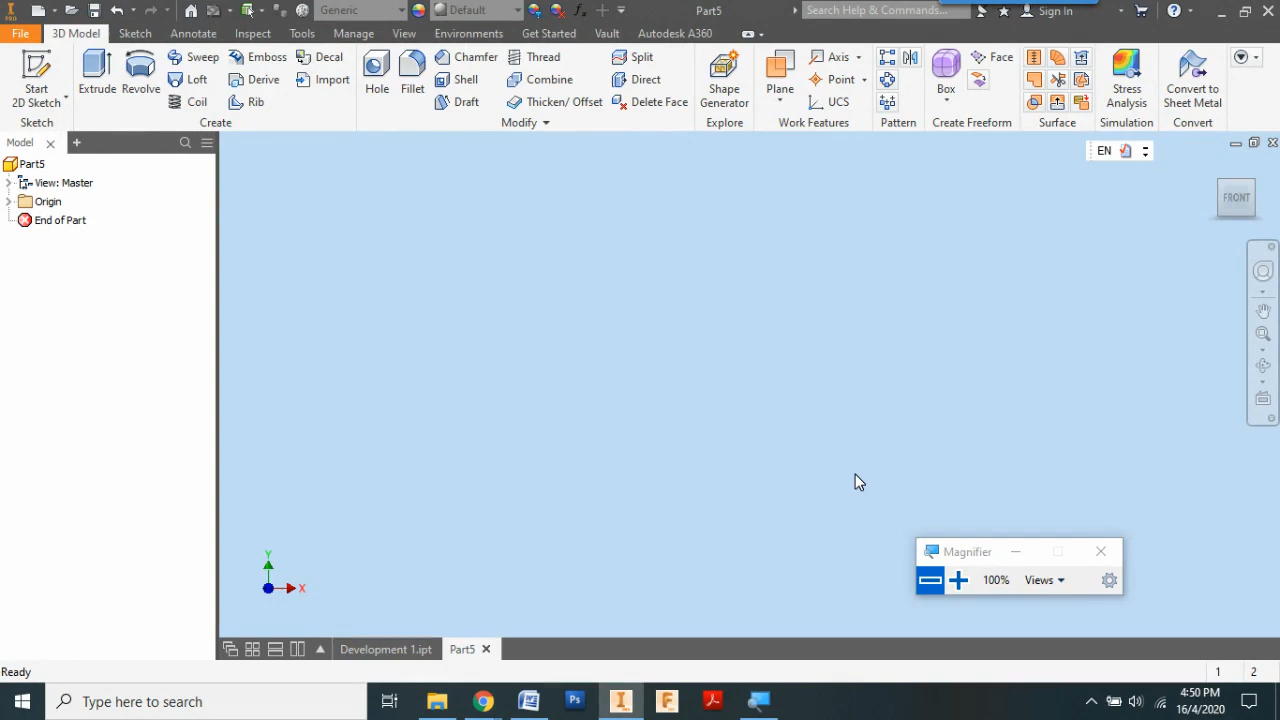 PRO Generic Default Part5 Search Help & Commands... Sign In
File 3D Model Sketch Annotate Inspect Tools Manage View Environments Get Started Vault Autodesk A360
Start
2D Sketch
Sketch
Extrude Revolve
Sweep Emboss Decal
Loft Derive Import
Coil Rib
Create
Hole Fillet
Chamfer Thread Split
Shell Combine Direct
Draft Thicken/ Offset Delete Face
Modify
Shape
Generator
Explore
Plane
Axis
Point
UCS
Work Features
Pattern
Box
Face
Create Freeform
Surface
Stress
Analysis
Simulation
Convert to
Sheet Metal
Convert
Model
Part5
View: Master
Origin
End of Part
EN
FRONT
Y
X
Magnifier
100% Views
Development 1.ipt Part5
Ready 1 2
Type here to search
4:50 PM
16/4/2020